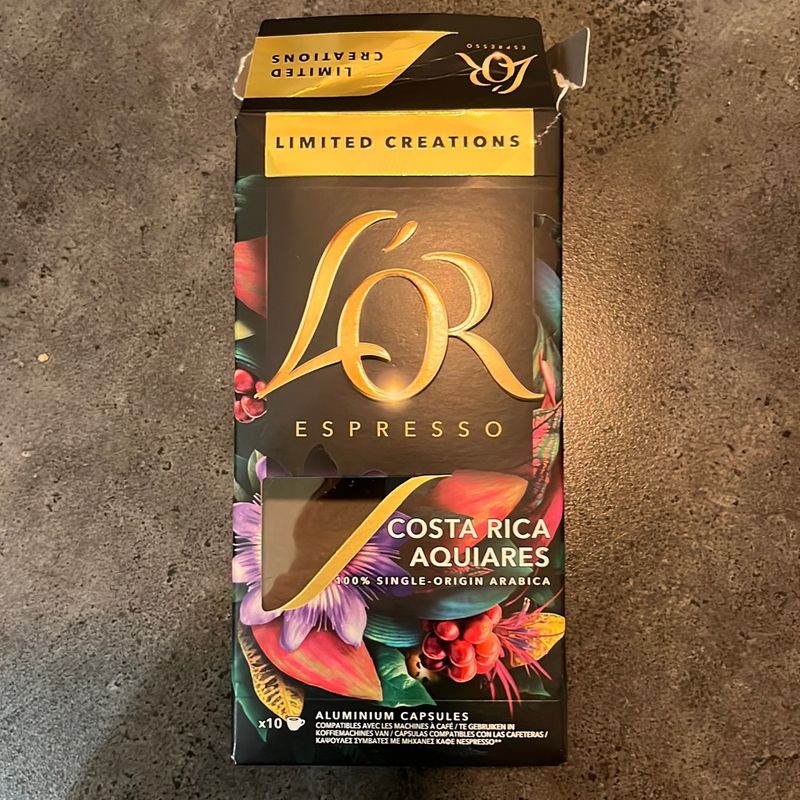 LIMITED
CREATIONS
L'OR
ESPRESSO
LIMITED CREATIONS
L'OR
ESPRESSO
COSTA RICA
AQUIARES
100% SINGLE-ORIGIN ARABICA
x10
ALUMINIUM CAPSULES
COMPATIBLES AVEC LES MACHINES À CAFÉ / TE GEBRUIKEN IN
KOFFIEMACHINES VAN / CÁPSULAS COMPATIBLES CON LAS CAFETERAS /
ΚΑΨΟΥΛΕΣ ΣΥΜΒΑΤΕΣ ΜΕ ΜΗΧΑΝΕΣ ΚΑΦΕ NESPRESSO**